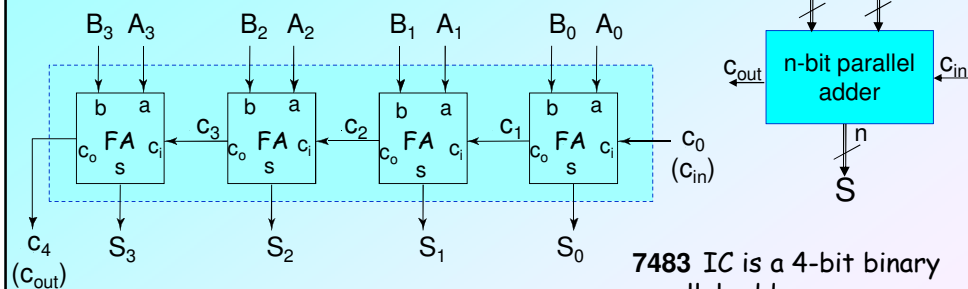 B₃ A₃ B₂ A₂ B₁ A₁ B₀ A₀
b a b a b a b a
c₃ c₂ c₁
cₒ FA cᵢ cₒ FA cᵢ cₒ FA cᵢ cₒ FA cᵢ
s s s s
c₀
(cᵢₙ)
c₄ S₃ S₂ S₁ S₀
(cₒᵤₜ)
n-bit parallel
adder
cₒᵤₜ cᵢₙ
n
S
7483 IC is a 4-bit binary